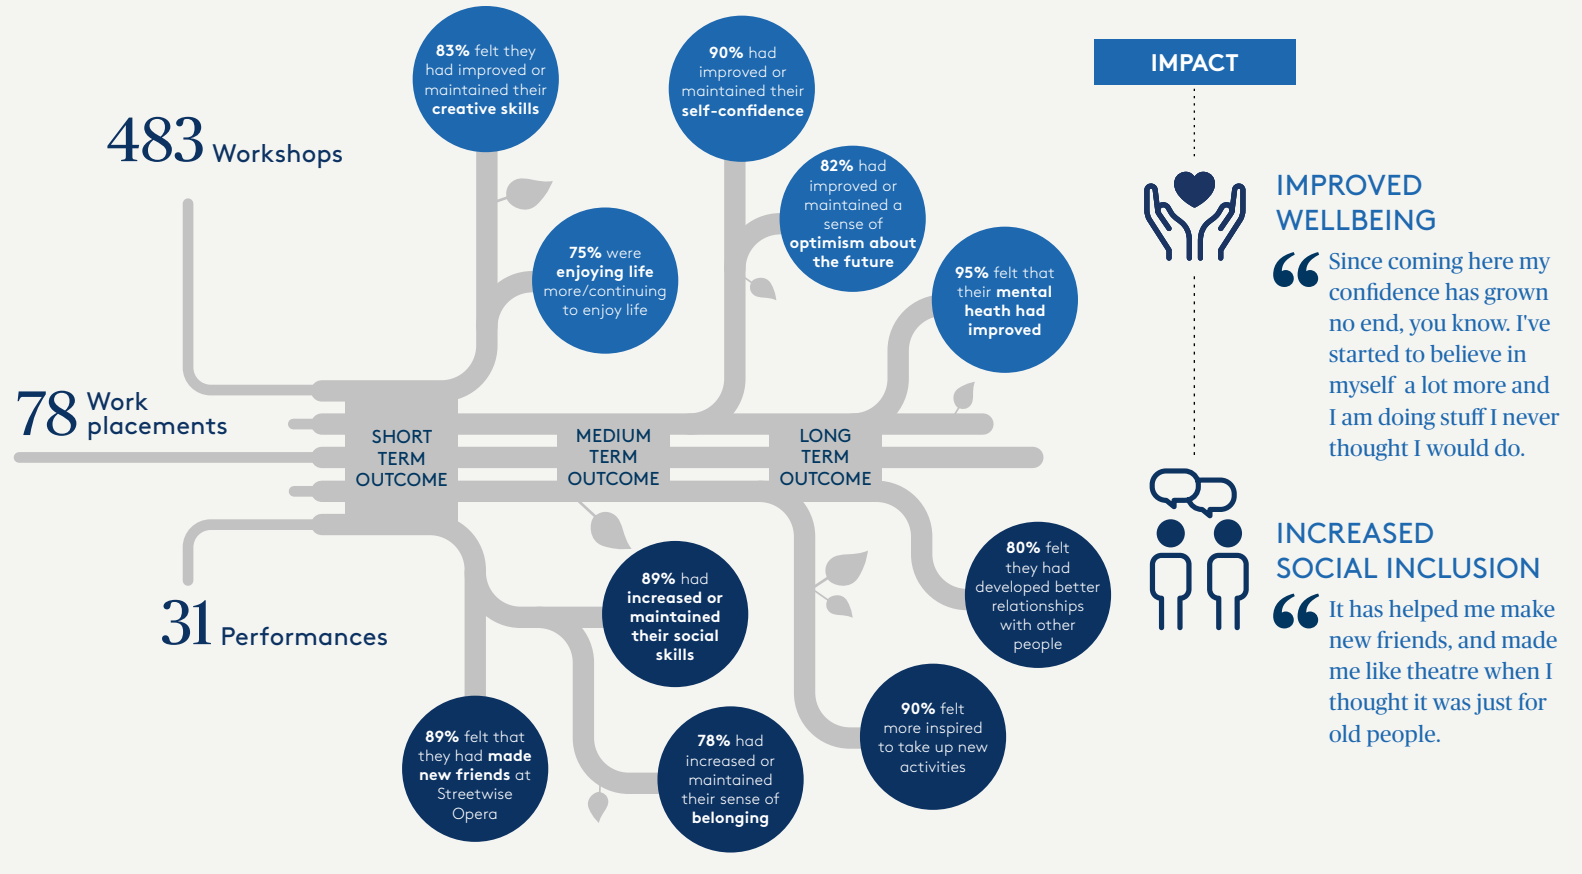 483 Workshops
78 Work
placements
31 Performances
83% felt they
had improved or
maintained their
creative skills
75% were
enjoying life
more/continuing
to enjoy life
90% had
improved or
maintained their
self-confidence
82% had
improved or
maintained a
sense of
optimism about
the future
95% felt that
their mental
heath had
improved
SHORT
TERM
OUTCOME
MEDIUM
TERM
OUTCOME
LONG
TERM
OUTCOME
89% felt that
they had made
new friends at
Streetwise
Opera
89% had
increased or
maintained
their social
skills
78% had
increased or
maintained
their sense of
belonging
90% felt
more inspired
to take up new
activities
80% felt
they had
developed better
relationships
with other
people
IMPACT
IMPROVED
WELLBEING
“ Since coming here my
confidence has grown
no end, you know. I've
started to believe in
myself a lot more and
I am doing stuff I never
thought I would do.
INCREASED
SOCIAL INCLUSION
“ It has helped me make
new friends, and made
me like theatre when I
thought it was just for
old people.